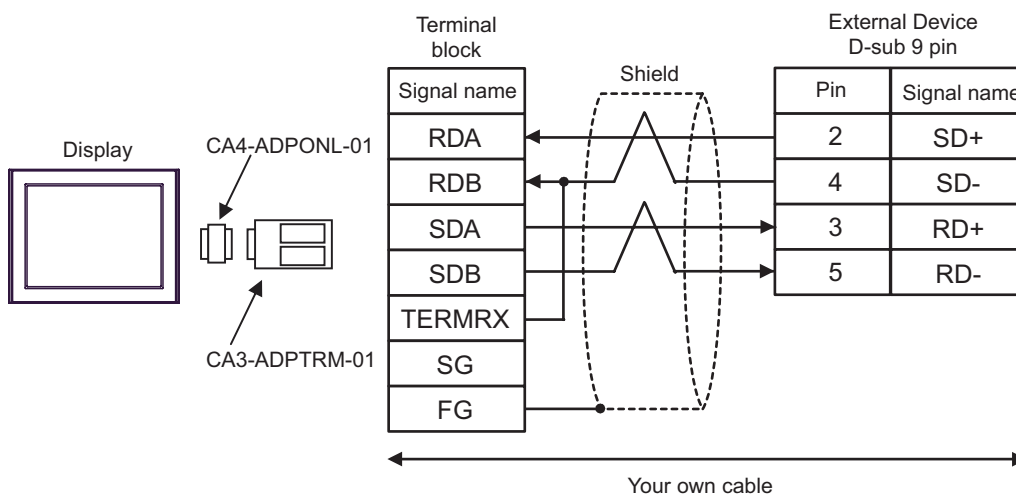 Terminal
block
External Device
D-sub 9 pin
Display
CA4-ADPONL-01
CA3-ADPTRM-01
Shield
Signal name
Pin Signal name
RDA 2 SD+
RDB 4 SD-
SDA 3 RD+
SDB 5 RD-
TERMRX
SG
FG
Your own cable